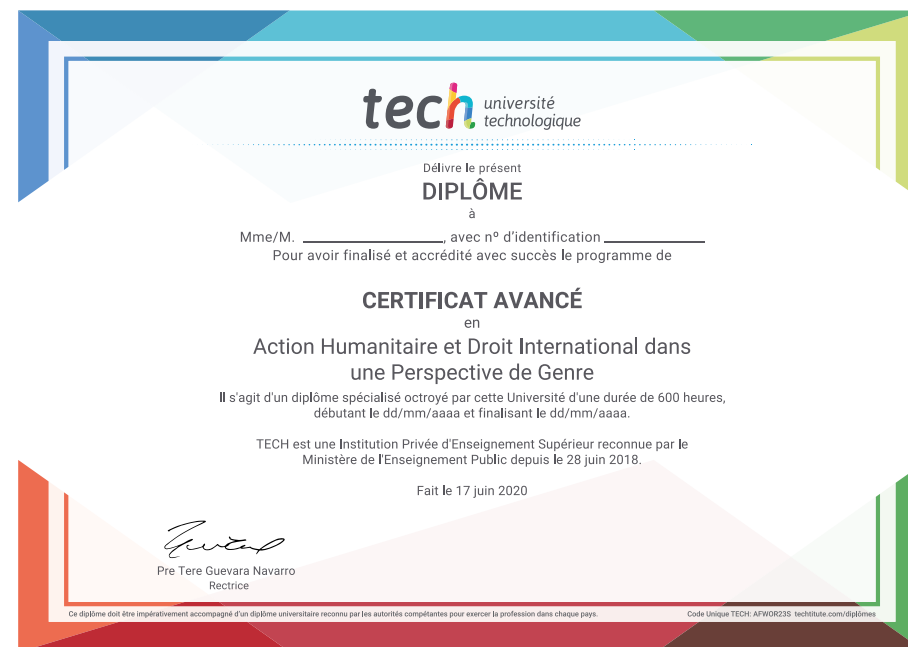 tech université
technologique
Délivre le présent
DIPLÔME
à
Mme/M. ____________________, avec nº d'identification ______________
Pour avoir finalisé et accrédité avec succès le programme de
CERTIFICAT AVANCÉ
en
Action Humanitaire et Droit International dans
une Perspective de Genre
Il s'agit d'un diplôme spécialisé octroyé par cette Université d'une durée de 600 heures,
débutant le dd/mm/aaaa et finalisant le dd/mm/aaaa.
TECH est une Institution Privée d'Enseignement Supérieur reconnue par le
Ministère de l'Enseignement Public depuis le 28 juin 2018.
Fait le 17 juin 2020
Pre Tere Guevara Navarro
Rectrice
Ce diplôme doit être impérativement accompagné d'un diplôme universitaire reconnu par les autorités compétentes pour exercer la profession dans chaque pays. Code Unique TECH: AFWOR23S techtitute.com/diplômes